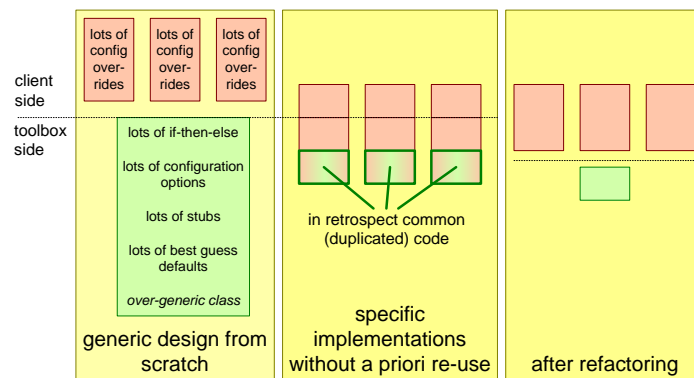 lots of
config
over-
rides
lots of
config
over-
rides
lots of
config
over-
rides
client
side
toolbox
side
lots of if-then-else
lots of configuration
options
lots of stubs
lots of best guess
defaults
over-generic class
generic design from
scratch
in retrospect common
(duplicated) code
specific
implementations
without a priori re-use
after refactoring